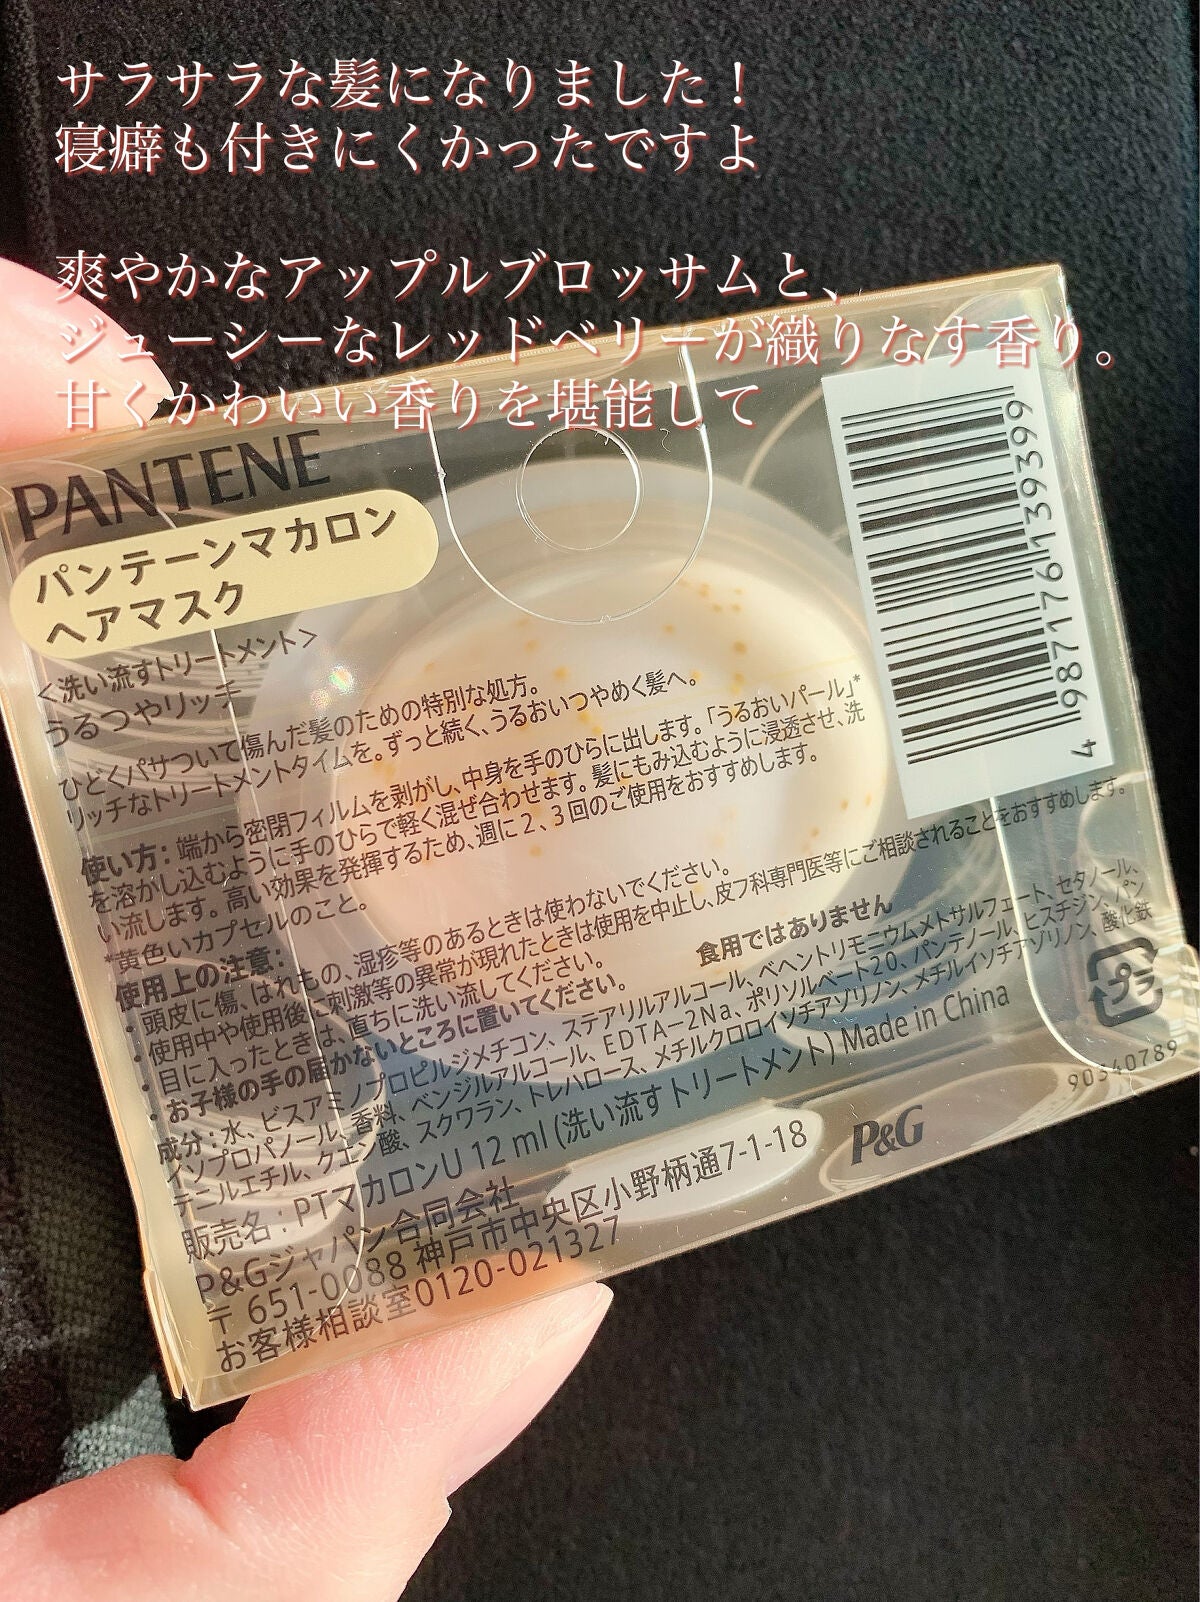 サラサラな髪になりました！
寝癖も付きにくかったですよ
爽やかなアップルブロッサムと、
ジューシーなレッドベリーが織りなす香り。
甘くかわいい香りを堪能して
PANTENE
パンテーンマカロン
ヘアマスク
<洗い流すトリートメント>
うるつやリッチ
ひどくパサついて傷んだ髪のための特別な処方。
リッチなトリートメントタイムを。ずっと続く、うるおいつやめく髪へ。
使い方：端から密閉フィルムを剥がし、中身を手のひらに出します。「うるおいパール」*
を溶かし込むように手のひらで軽く混ぜ合わせます。髪にもみ込むように浸透させ、洗
い流します。高い効果を発揮するため、週に2、3回のご使用をおすすめします。
*黄色いカプセルのこと。
使用上の注意：
・頭皮に傷、はれもの、湿疹等のあるときは使わないでください。
・使用中や使用後に刺激等の異常が現れたときは使用を中止し、皮フ科専門医等にご相談されることをおすすめします。
・目に入ったときは、直ちに洗い流してください。
・お子様の手の届かないところに置いてください。
食用ではありません
成分：水、ビスアミノプロピルジメチコン、ステアリルアルコール、ベヘントリモニウムメトサルフェート、セタノール、
イソプロパノール、香料、ベンジルアルコール、EDTA-2Na、ポリソルベート20、パンテノール、ヒスチジン、パン
テニルエチル、クエン酸、スクワラン、トレハロース、メチルクロロイソチアゾリノン、メチルイソチアゾリノン、酸化鉄
販売名：PTマカロンU 12 ml (洗い流すトリートメント) Made in China
P&Gジャパン合同会社
〒651-0088 神戸市中央区小野柄通7-1-18
お客様相談室0120-021327
P&G
プラ
90540789
4 987176 139399